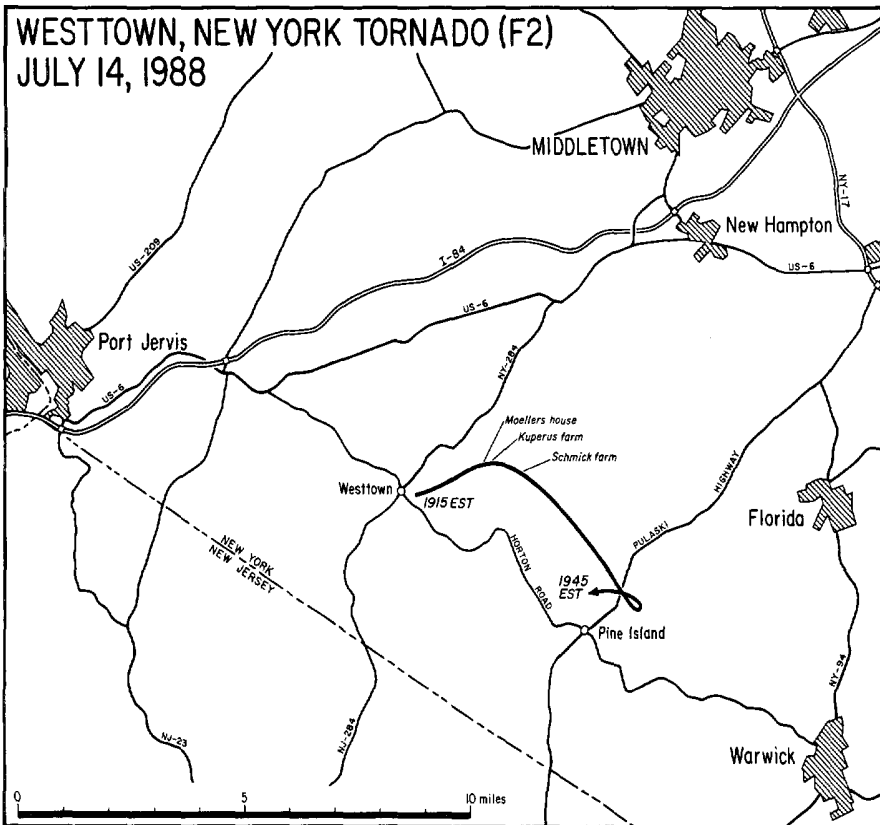 WESTTOWN, NEW YORK TORNADO (F2)
JULY 14, 1988
MIDDLETOWN
NY-17
New Hampton
US-209
I-84
US-6
US-6
Port Jervis
US-6
NY-284
Moellers house
Kuperus farm
Schmick farm
Westtown
1915 EST
HIGHWAY
PULASKI
Florida
NEW YORK
NEW JERSEY
HORTON
ROAD
1945
EST
Pine Island
NY-94
NJ-23
NJ-284
Warwick
0
5
10 miles